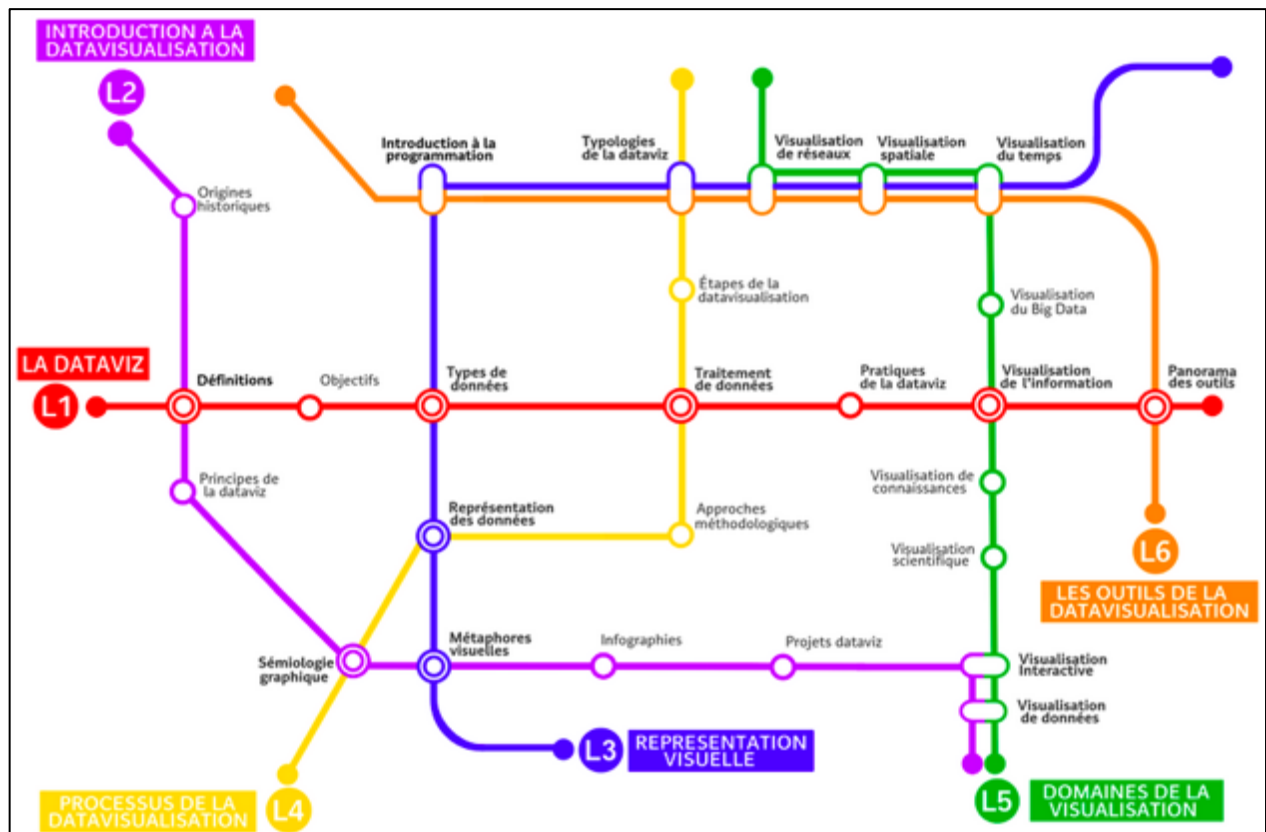 INTRODUCTION A LA
DATAVISUALISATION
L2
Origines
historiques
Introduction à la
programmation
Typologies
de la dataviz
Visualisation
de réseaux
Visualisation
spatiale
Visualisation
du temps
Étapes de la
datavisualisation
Visualisation
du Big Data
LA DATAVIZ
L1
Définitions
Objectifs
Types de
données
Traitement
de données
Pratiques
de la dataviz
Visualisation
de l'information
Panorama
des outils
Principes de
la dataviz
Représentation
des données
Approches
méthodologiques
Visualisation de
connaissances
Visualisation
scientifique
L6
LES OUTILS DE LA
DATAVISUALISATION
Sémiologie
graphique
Métaphores
visuelles
Infographies
Projets dataviz
Visualisation
Interactive
Visualisation
de données
L3
REPRESENTATION
VISUELLE
PROCESSUS DE LA
DATAVISUALISATION
L4
L5
DOMAINES DE LA
VISUALISATION